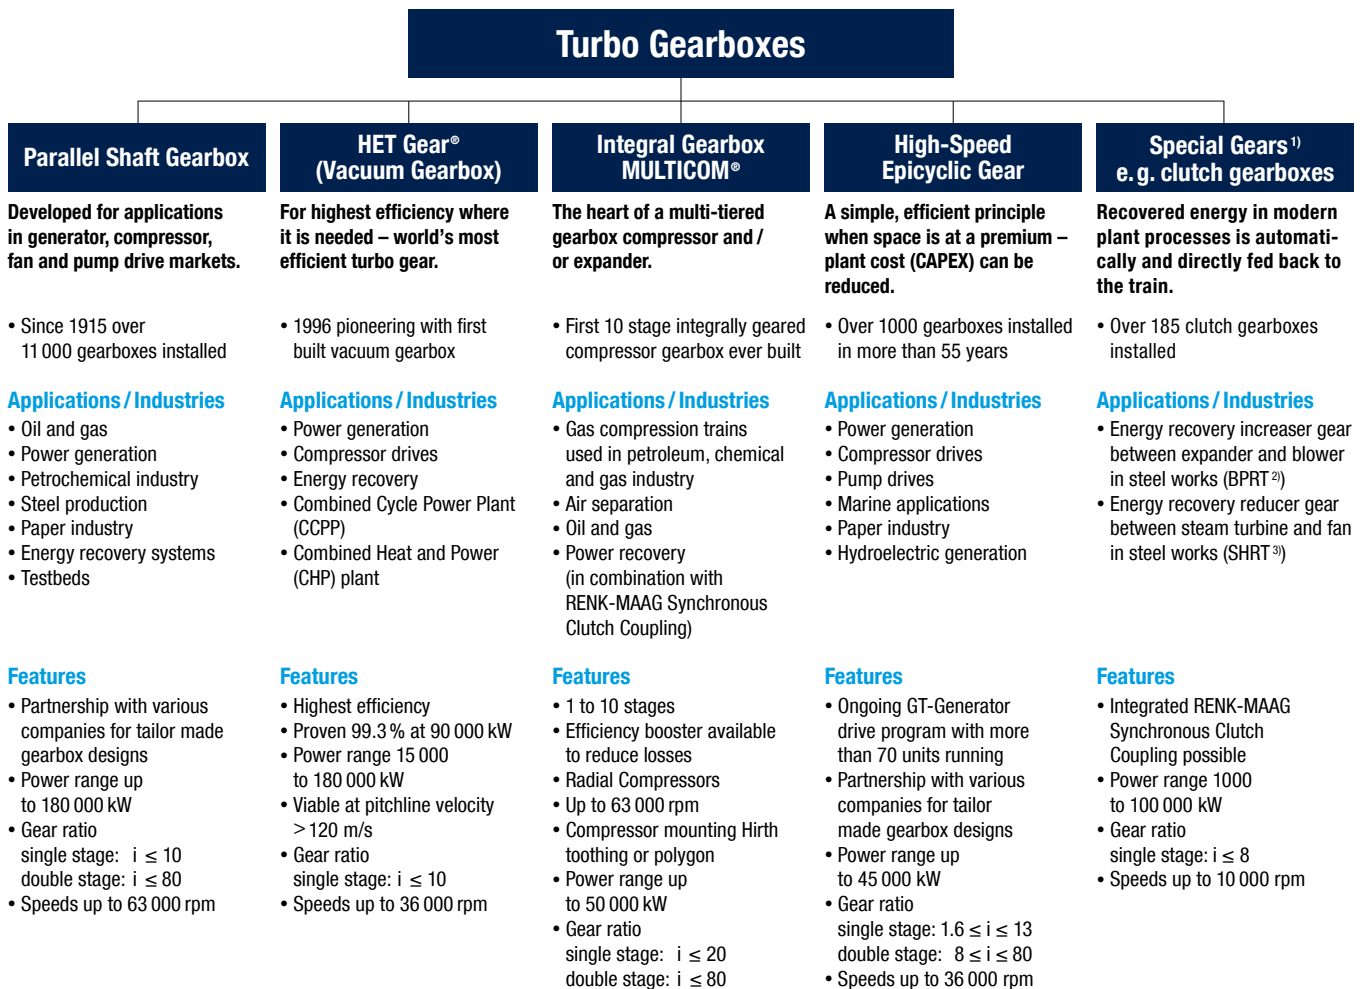 Turbo Gearboxes
Parallel Shaft Gearbox
Developed for applications
in generator, compressor,
fan and pump drive markets.
• Since 1915 over
11 000 gearboxes installed
Applications / Industries
• Oil and gas
• Power generation
• Petrochemical industry
• Steel production
• Paper industry
• Energy recovery systems
• Testbeds
Features
• Partnership with various
companies for tailor made
gearbox designs
• Power range up
to 180 000 kW
• Gear ratio
single stage: i ≤ 10
double stage: i ≤ 80
• Speeds up to 63 000 rpm
HET Gear®
(Vacuum Gearbox)
For highest efficiency where
it is needed – world's most
efficient turbo gear.
• 1996 pioneering with first
built vacuum gearbox
Applications / Industries
• Power generation
• Compressor drives
• Energy recovery
• Combined Cycle Power Plant
(CCPP)
• Combined Heat and Power
(CHP) plant
Features
• Highest efficiency
• Proven 99.3 % at 90 000 kW
• Power range 15 000
to 180 000 kW
• Viable at pitchline velocity
> 120 m/s
• Gear ratio
single stage: i ≤ 10
• Speeds up to 36 000 rpm
Integral Gearbox
MULTICOM®
The heart of a multi-tiered
gearbox compressor and /
or expander.
• First 10 stage integrally geared
compressor gearbox ever built
Applications / Industries
• Gas compression trains
used in petroleum, chemical
and gas industry
• Air separation
• Oil and gas
• Power recovery
(in combination with
RENK-MAAG Synchronous
Clutch Coupling)
Features
• 1 to 10 stages
• Efficiency booster available
to reduce losses
• Radial Compressors
• Up to 63 000 rpm
• Compressor mounting Hirth
toothing or polygon
• Power range up
to 50 000 kW
• Gear ratio
single stage: i ≤ 20
double stage: i ≤ 80
High-Speed
Epicyclic Gear
A simple, efficient principle
when space is at a premium –
plant cost (CAPEX) can be
reduced.
• Over 1000 gearboxes installed
in more than 55 years
Applications / Industries
• Power generation
• Compressor drives
• Pump drives
• Marine applications
• Paper industry
• Hydroelectric generation
Features
• Ongoing GT-Generator
drive program with more
than 70 units running
• Partnership with various
companies for tailor
made gearbox designs
• Power range up
to 45 000 kW
• Gear ratio
single stage: 1.6 ≤ i ≤ 13
double stage: 8 ≤ i ≤ 80
• Speeds up to 36 000 rpm
Special Gears 1)
e. g. clutch gearboxes
Recovered energy in modern
plant processes is automati-
cally and directly fed back to
the train.
• Over 185 clutch gearboxes
installed
Applications / Industries
• Energy recovery increaser gear
between expander and blower
in steel works (BPRT 2))
• Energy recovery reducer gear
between steam turbine and fan
in steel works (SHRT 3))
Features
• Integrated RENK-MAAG
Synchronous Clutch
Coupling possible
• Power range 1000
to 100 000 kW
• Gear ratio
single stage: i ≤ 8
• Speeds up to 10 000 rpm